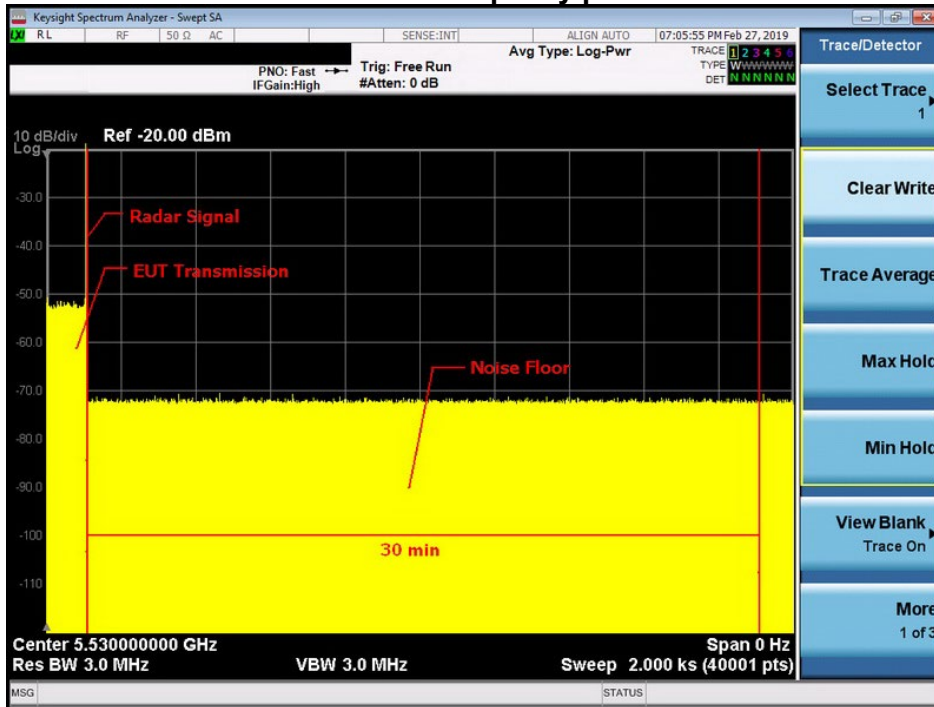 Keysight Spectrum Analyzer - Swept SA
LXI RL RF 50 Ω AC SENSE:INT ALIGN AUTO 07:05:55 PM Feb 27, 2019
Avg Type: Log-Pwr TRACE 1 2 3 4 5 6
PNO: Fast Trig: Free Run TYPE WWWWWW
IFGain:High #Atten: 0 dB DET N N N N N N
10 dB/div Ref -20.00 dBm
Log
-30.0
Radar Signal
-40.0
EUT Transmission
-50.0
-60.0
Noise Floor
-70.0
-80.0
-90.0
-100
30 min
-110
Center 5.530000000 GHz Span 0 Hz
Res BW 3.0 MHz VBW 3.0 MHz Sweep 2.000 ks (40001 pts)
MSG STATUS
Trace/Detector
Select Trace
1
Clear Write
Trace Average
Max Hold
Min Hold
View Blank
Trace On
More
1 of 3